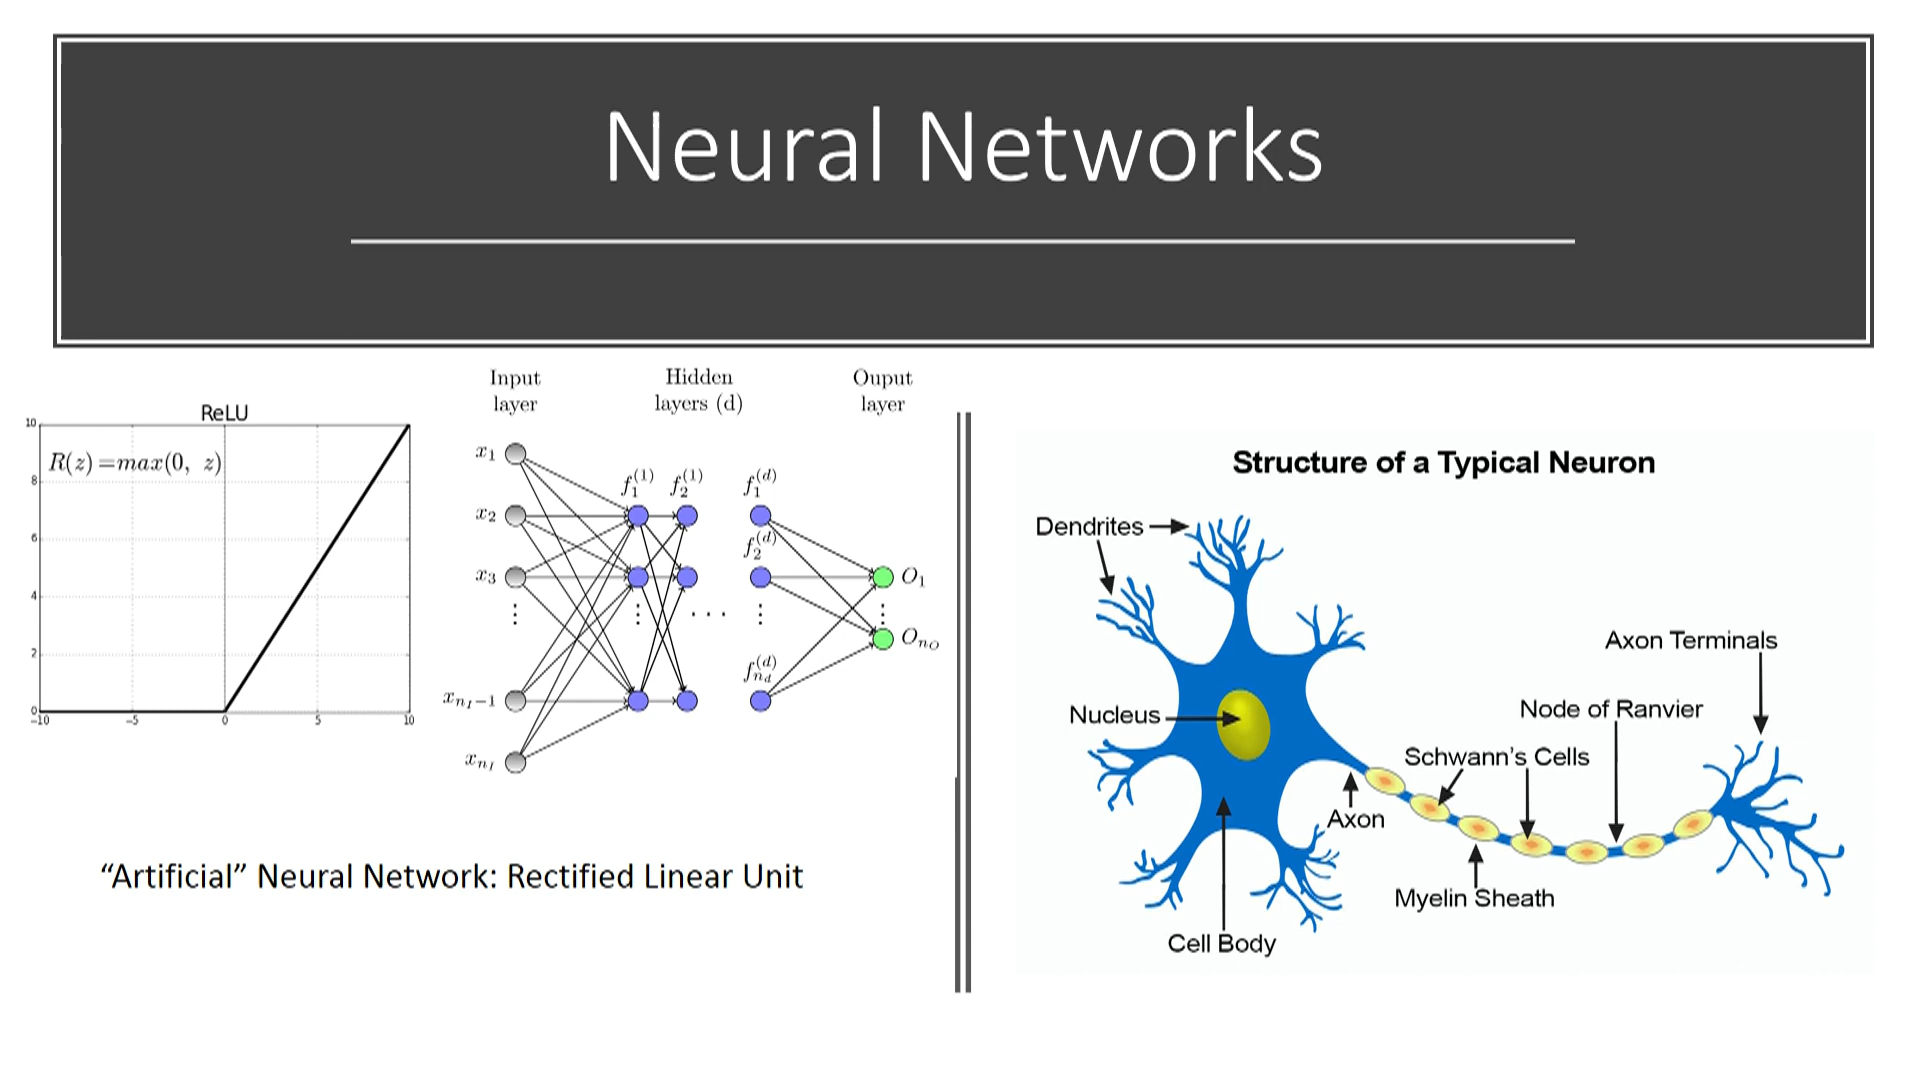 Neural Networks
ReLU
R(z) =max(0, z)
10
8
6
4
2
0
−10
−5
0
5
10
Input
layer
Hidden
layers (d)
Ouput
layer
x1
x2
x3
⋮
xnI−1
xnI
f1(1)
f2(1)
f1(d)
f2(d)
fnd(d)
⋮
· · ·
⋮
O1
⋮
OnO
“Artificial” Neural Network: Rectified Linear Unit
Structure of a Typical Neuron
Dendrites
Axon Terminals
Nucleus
Node of Ranvier
Schwann's Cells
Axon
Myelin Sheath
Cell Body